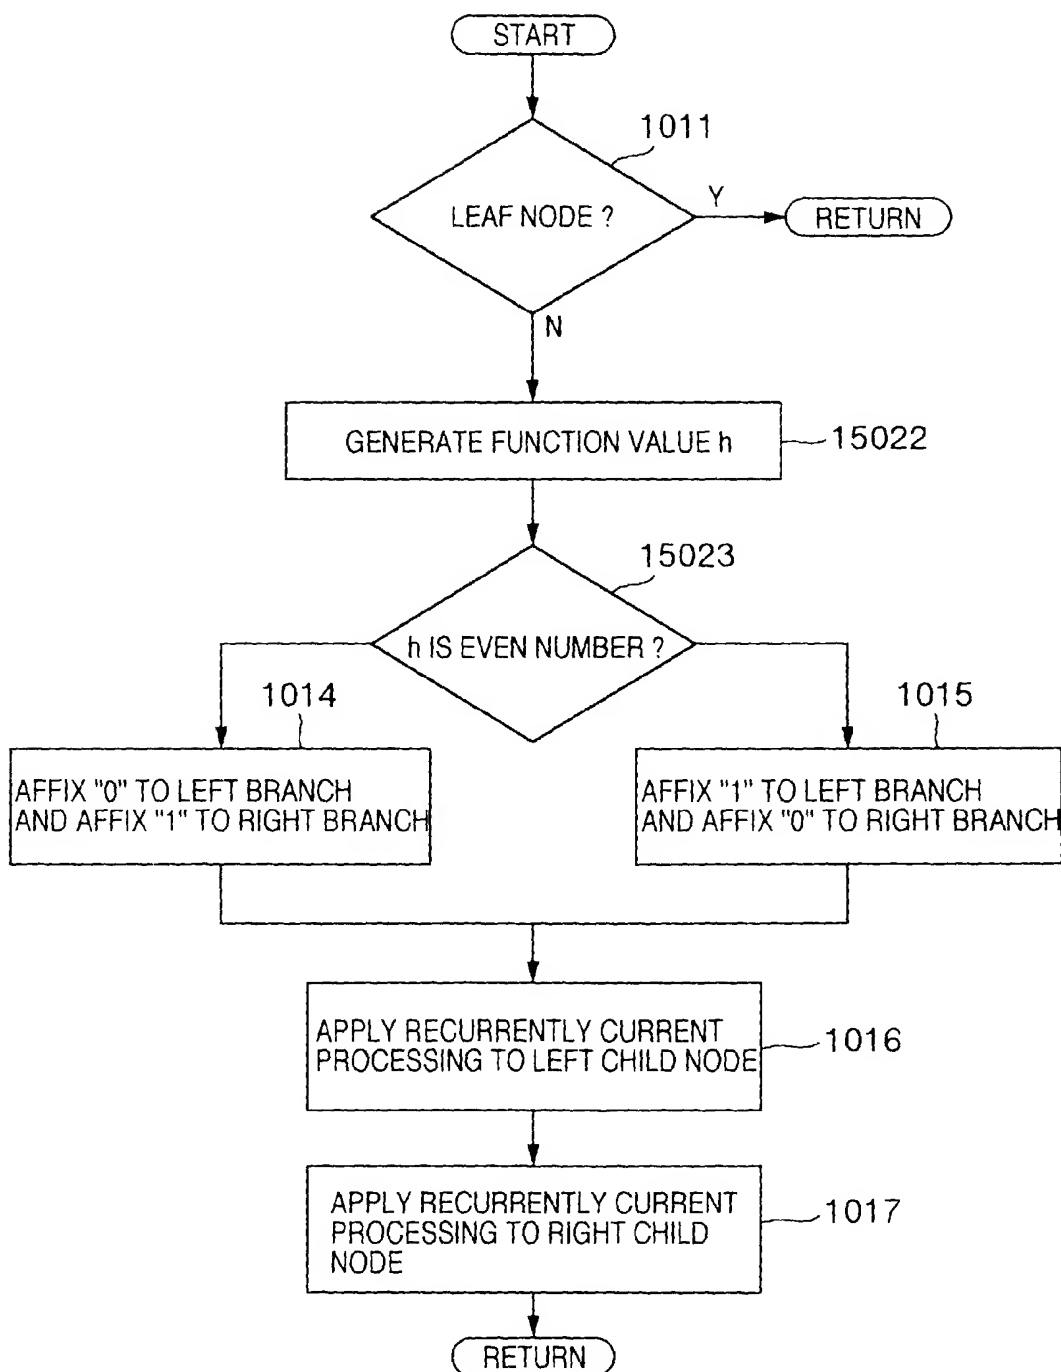 START
1011
LEAF NODE ?
Y
RETURN
N
GENERATE FUNCTION VALUE h
15022
15023
h IS EVEN NUMBER ?
1014
1015
AFFIX "0" TO LEFT BRANCH
AND AFFIX "1" TO RIGHT BRANCH
AFFIX "1" TO LEFT BRANCH
AND AFFIX "0" TO RIGHT BRANCH
APPLY RECURRENTLY CURRENT
PROCESSING TO LEFT CHILD NODE
1016
APPLY RECURRENTLY CURRENT
PROCESSING TO RIGHT CHILD
NODE
1017
RETURN